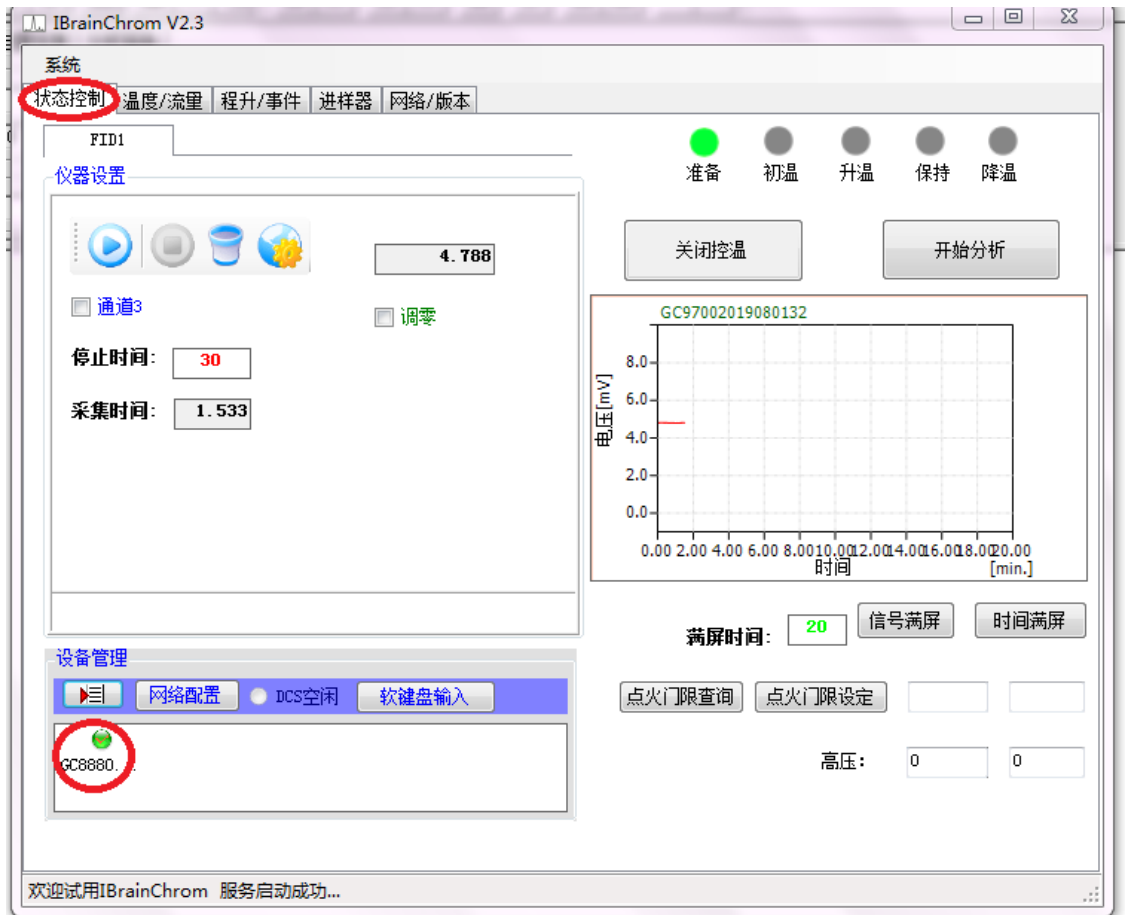 IBrainChrom V2.3
系统
状态控制 温度/流量 程升/事件 进样器 网络/版本
FID1
准备 初温 升温 保持 降温
仪器设置
4.788
关闭控温 开始分析
通道3
调零
停止时间: 30
采集时间: 1.533
GC97002019080132
电压[mV]
8.0
6.0
4.0
2.0
0.0
0.00 2.00 4.00 6.00 8.00 10.00 12.00 14.00 16.00 18.00 20.00
时间
[min.]
满屏时间: 20 信号满屏 时间满屏
设备管理
网络配置 DCS空闲 软键盘输入
点火门限查询 点火门限设定
GC8880. ..
高压: 0 0
欢迎试用IBrainChrom 服务启动成功...